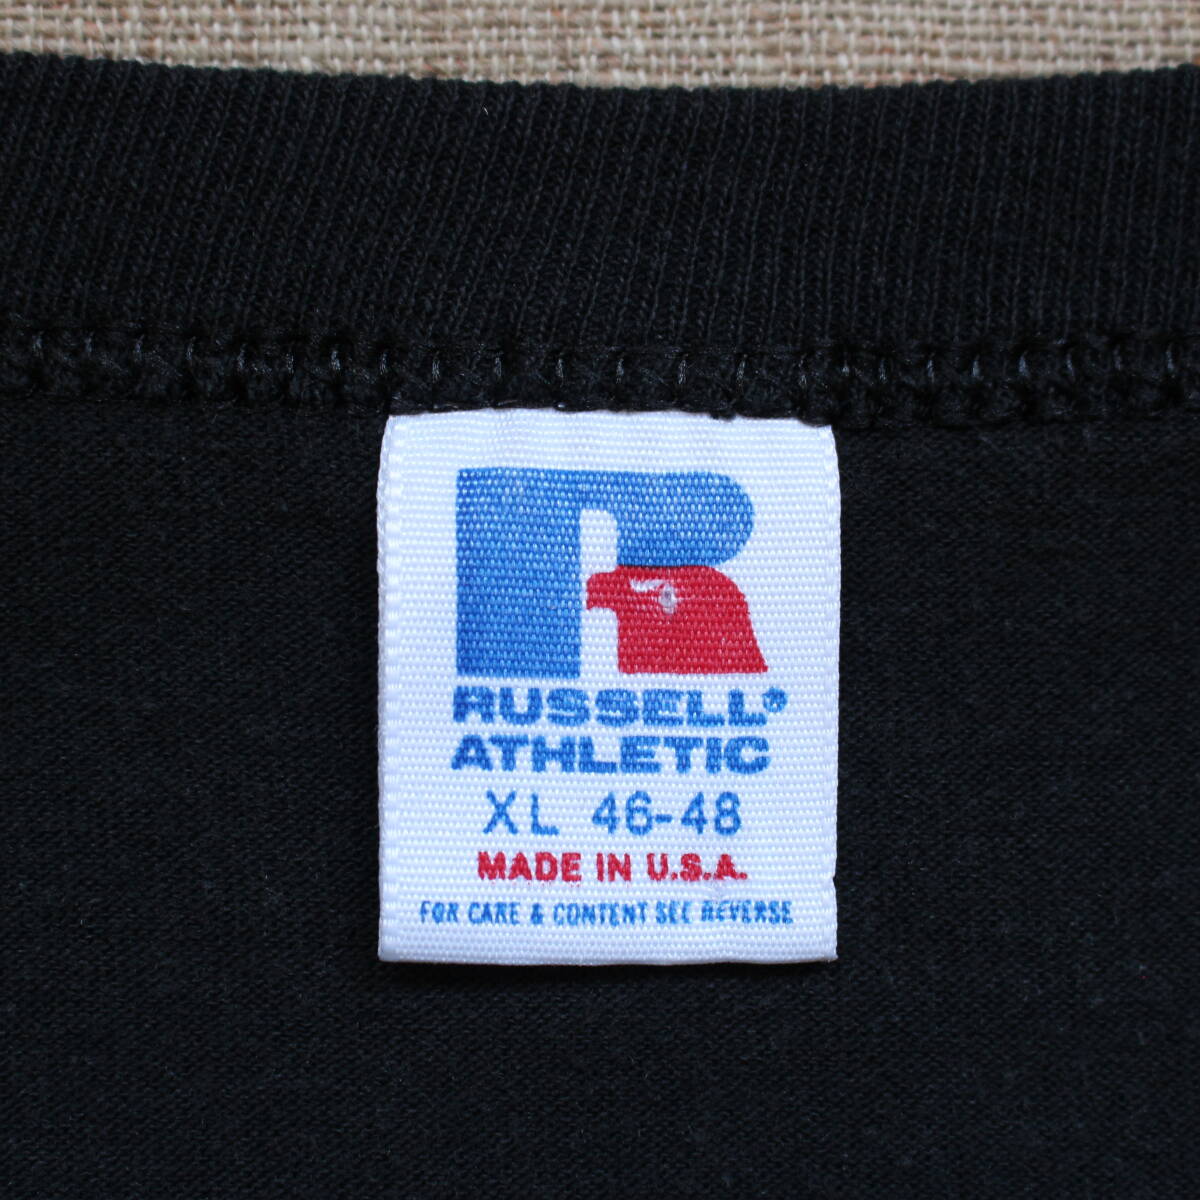 R
RUSSELL®
ATHLETIC
XL 46-48
MADE IN U.S.A.
FOR CARE & CONTENT SEE REVERSE